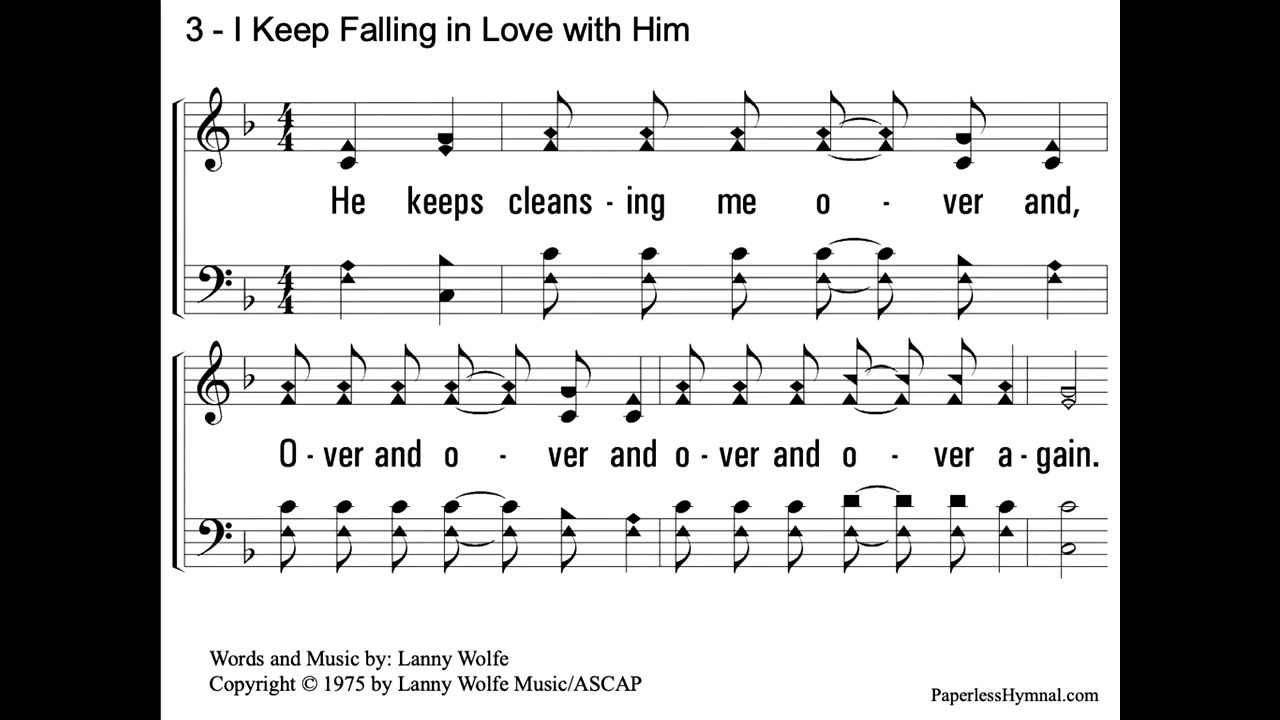 3 - I Keep Falling in Love with Him
He keeps cleans - ing me o - ver and,
O - ver and o - ver and o - ver and o - ver a - gain.
Words and Music by: Lanny Wolfe
Copyright © 1975 by Lanny Wolfe Music/ASCAP
PaperlessHymnal.com